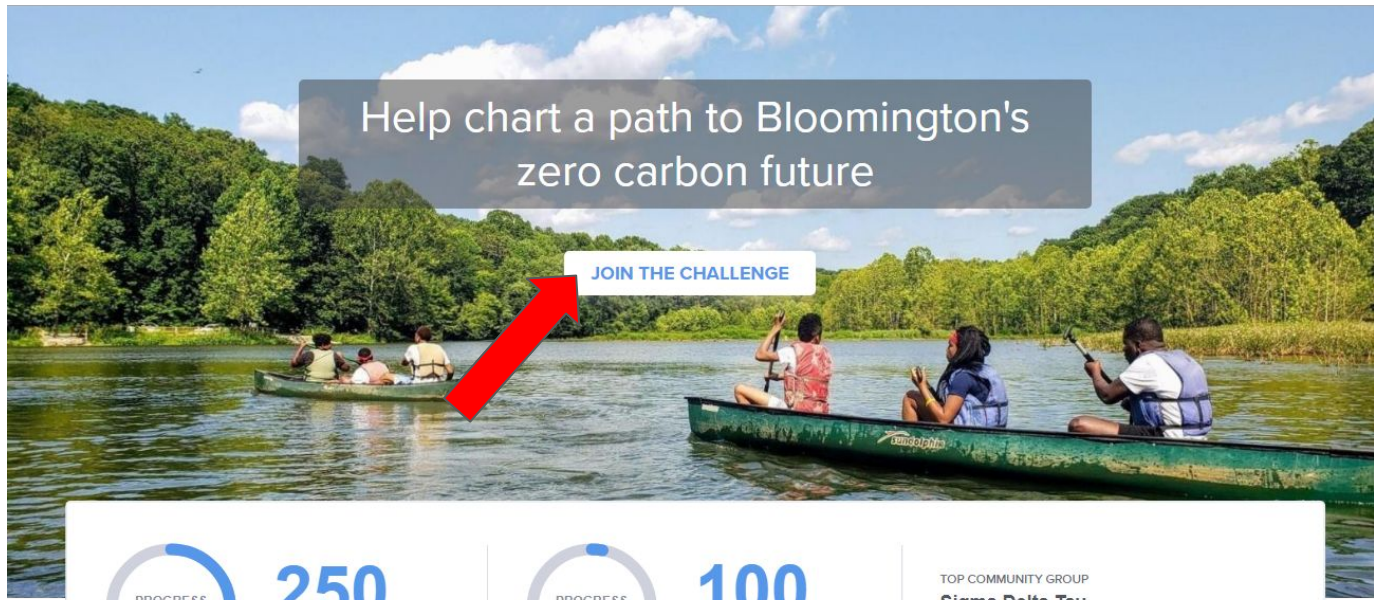 Help chart a path to Bloomington's
zero carbon future
JOIN THE CHALLENGE
sundolphin
PROGRESS
250
PROGRESS
100
TOP COMMUNITY GROUP
Sigma Delta Tau